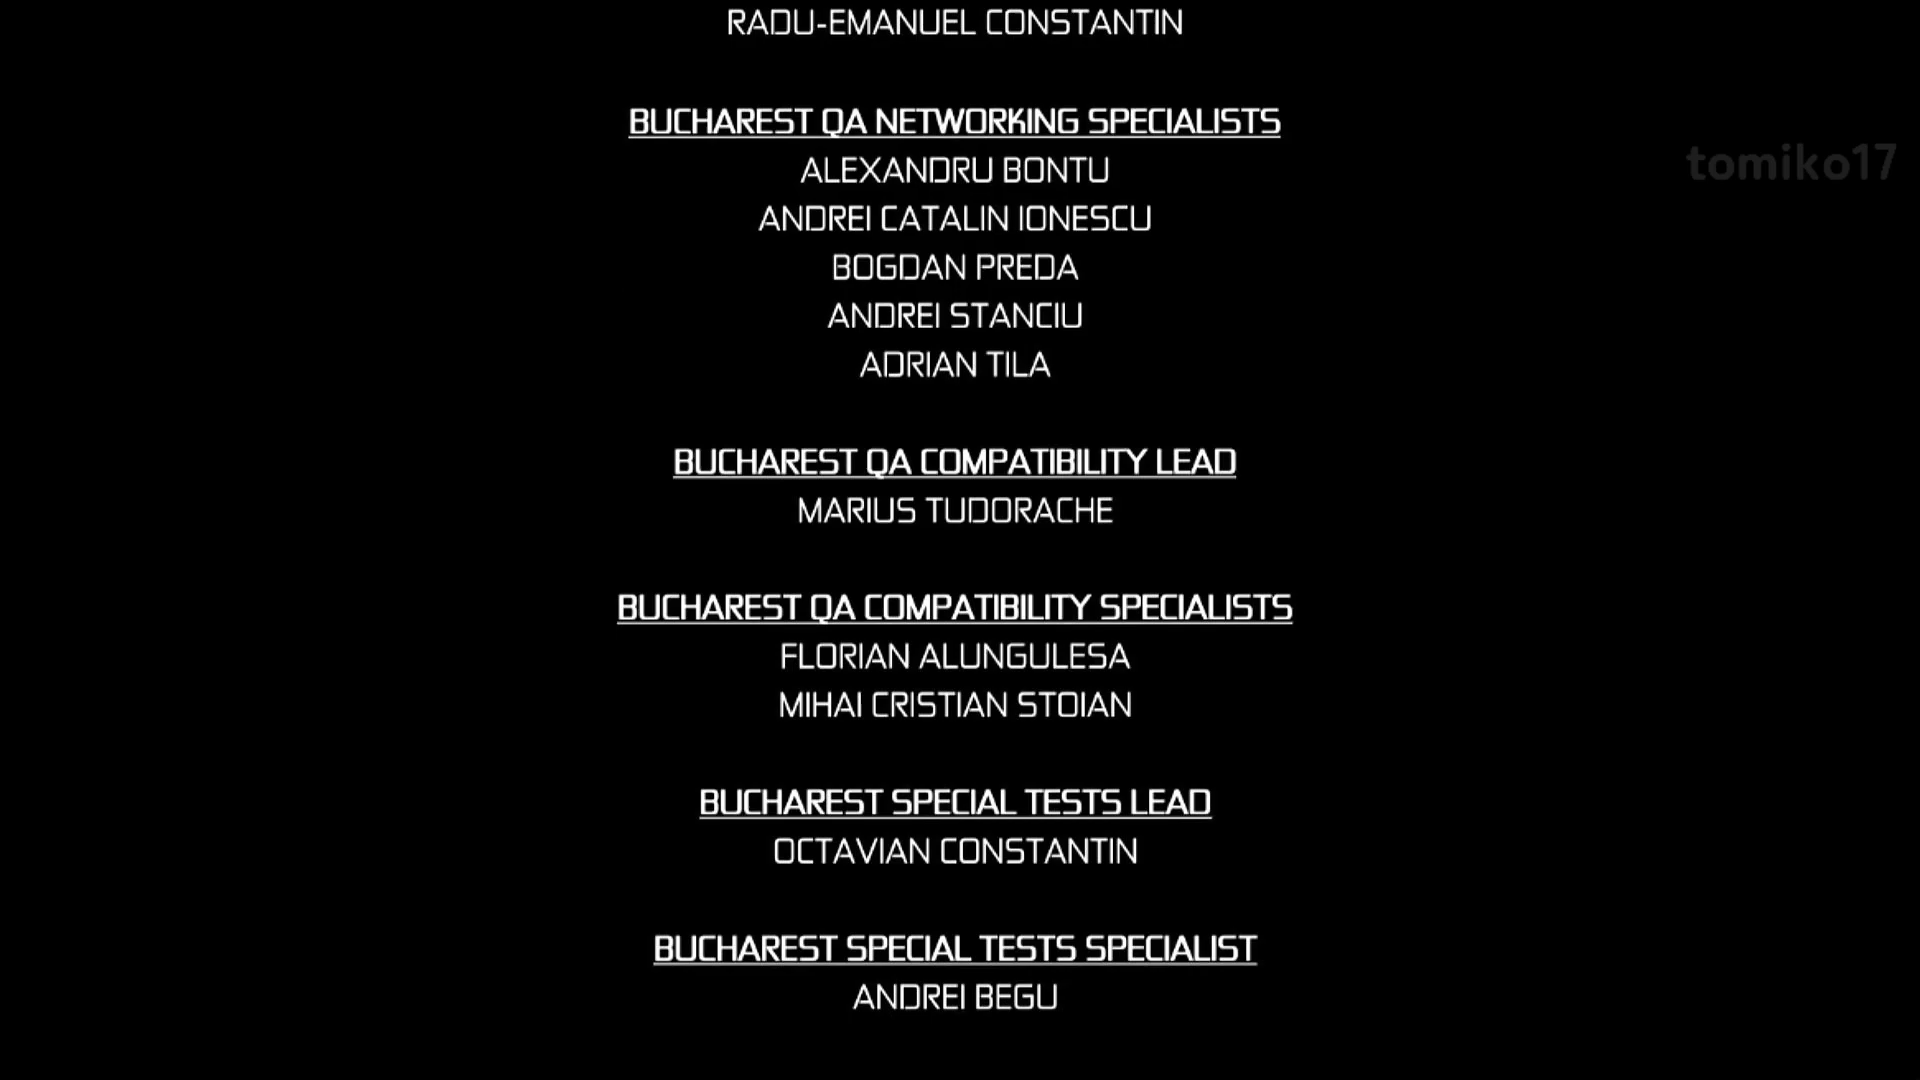 RADU-EMANUEL CONSTANTIN
BUCHAREST QA NETWORKING SPECIALISTS
tomiko17
ALEXANDRU BONTU
ANDREI CATALIN IONESCU
BOGDAN PREDA
ANDREI STANCIU
ADRIAN TILA
BUCHAREST QA COMPATIBILITY LEAD
MARIUS TUDORACHE
BUCHAREST QA COMPATIBILITY SPECIALISTS
FLORIAN ALUNGULESA
MIHAI CRISTIAN STOIAN
BUCHAREST SPECIAL TESTS LEAD
OCTAVIAN CONSTANTIN
BUCHAREST SPECIAL TESTS SPECIALIST
ANDREI BEGU